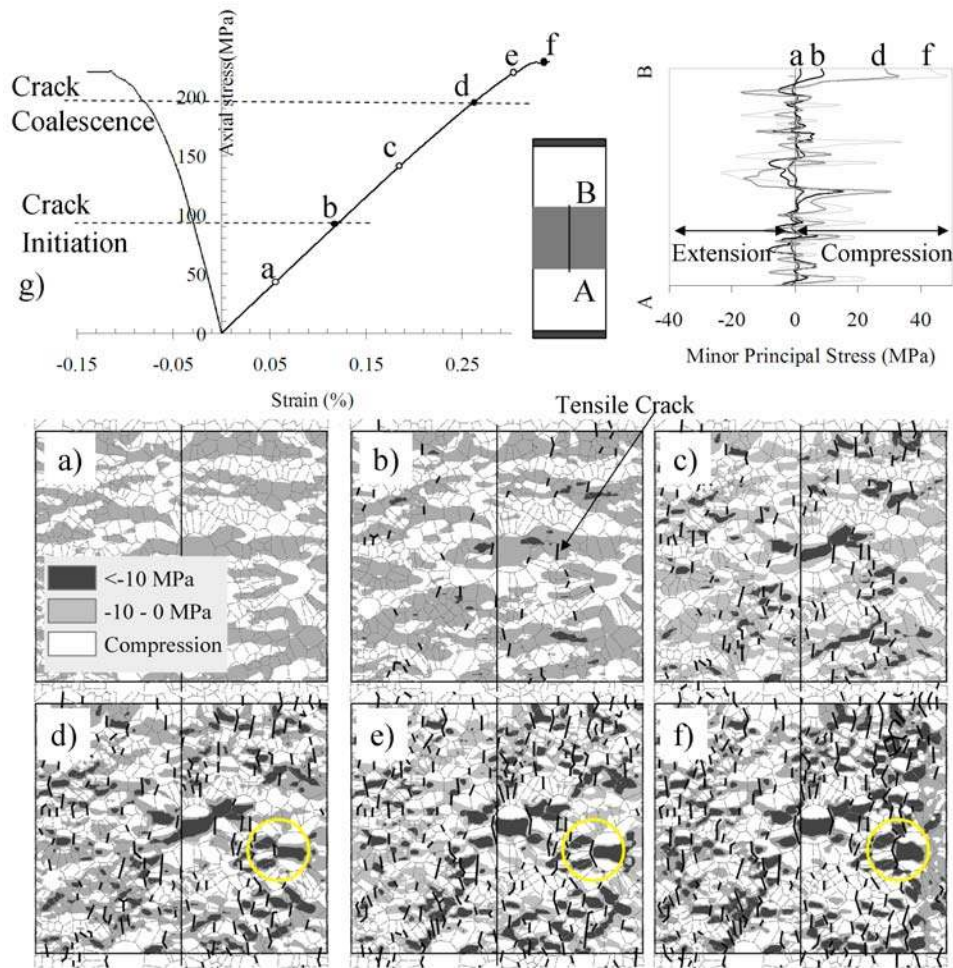 f
e
Crack
Coalescence
Axial stress(MPa)
200
d
150
c
Crack
Initiation
100
b
50
a
g)
0
-0.15
-0.05
0.05
0.15
0.25
Strain (%)
B
A
a b d f
B
Extension
Compression
A
-40 -20 0 20 40
Minor Principal Stress (MPa)
Tensile Crack
a)
b)
c)
<-10 MPa
-10 - 0 MPa
Compression
d)
e)
f)